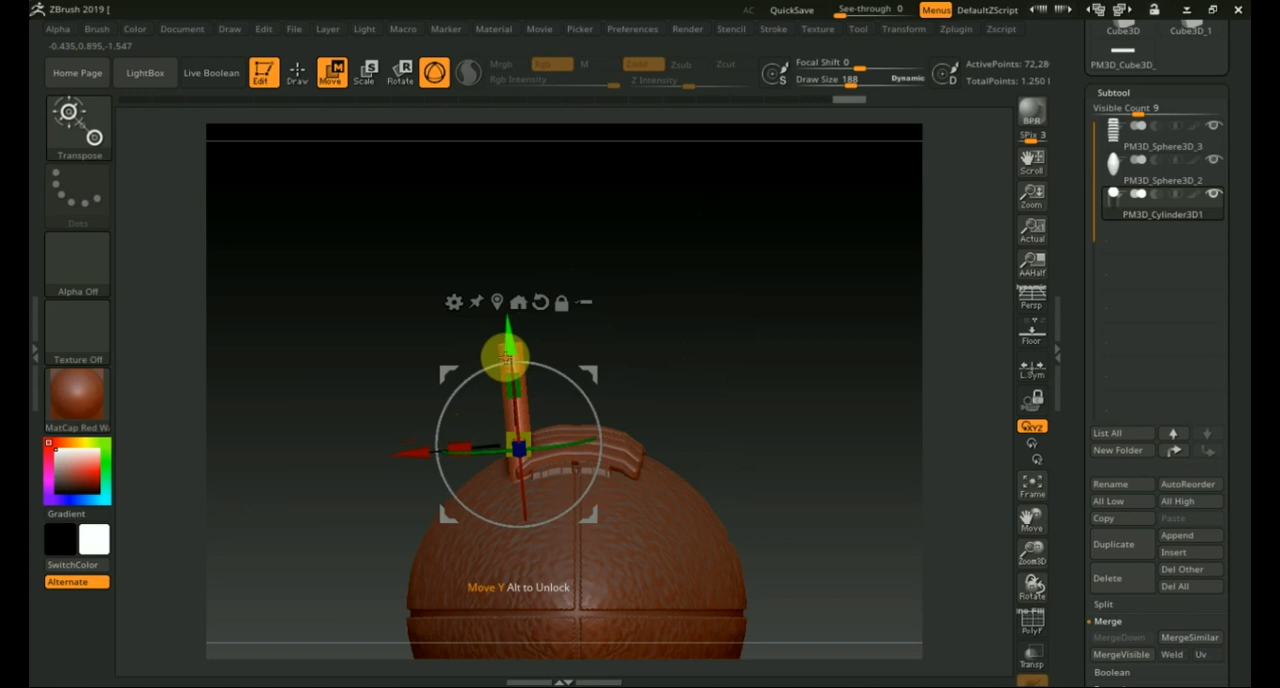 ZBrush 2019 [
AC QuickSave See-through 0 Menus DefaultZScript
Alpha Brush Color Document Draw Edit File Layer Light Macro Marker Material Movie Picker Preferences Render Stencil Stroke Texture Tool Transform Zplugin Zscript
-0.435,0.895,-1.547
Home Page LightBox Live Boolean Edit Draw Move Scale Rotate
Mrgb Rgb M Zadd Zsub Zcut
Rgb Intensity Z Intensity
Focal Shift 0
Draw Size 188 Dynamic
ActivePoints: 72,28
TotalPoints: 1.250
Transpose
Dots
Alpha Off
Texture Off
MatCap Red W
Gradient
SwitchColor
Alternate
Move Y Alt to Unlock
BPR
SPix 3
Scroll
Zoom
Actual
AAHalf
Dynamic
Persp
Floor
L.Sym
XYZ
Frame
Move
Zoom3D
Rotate
PolyF
Transp
Cube3D Cube3D_1
PM3D_Cube3D_
Subtool
Visible Count 9
PM3D_Sphere3D_3
PM3D_Sphere3D_2
PM3D_Cylinder3D1
List All
New Folder
Rename AutoReorder
All Low All High
Copy Paste
Duplicate Append
Insert
Delete Del Other
Del All
Split
Merge
MergeDown MergeSimilar
MergeVisible Weld Uv
Boolean